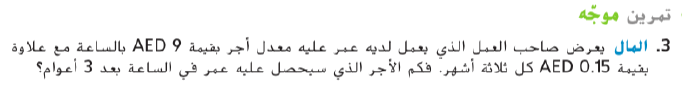 تمرين موجّه
3. المال يعرض صاحب العمل الذي يعمل لديه عمر عليه معدل أجر بقيمة AED 9 بالساعة مع علاوة
بقيمة AED 0.15 كل ثلاثة أشهر. فكم الأجر الذي سيحصل عليه عمر في الساعة بعد 3 أعوام؟